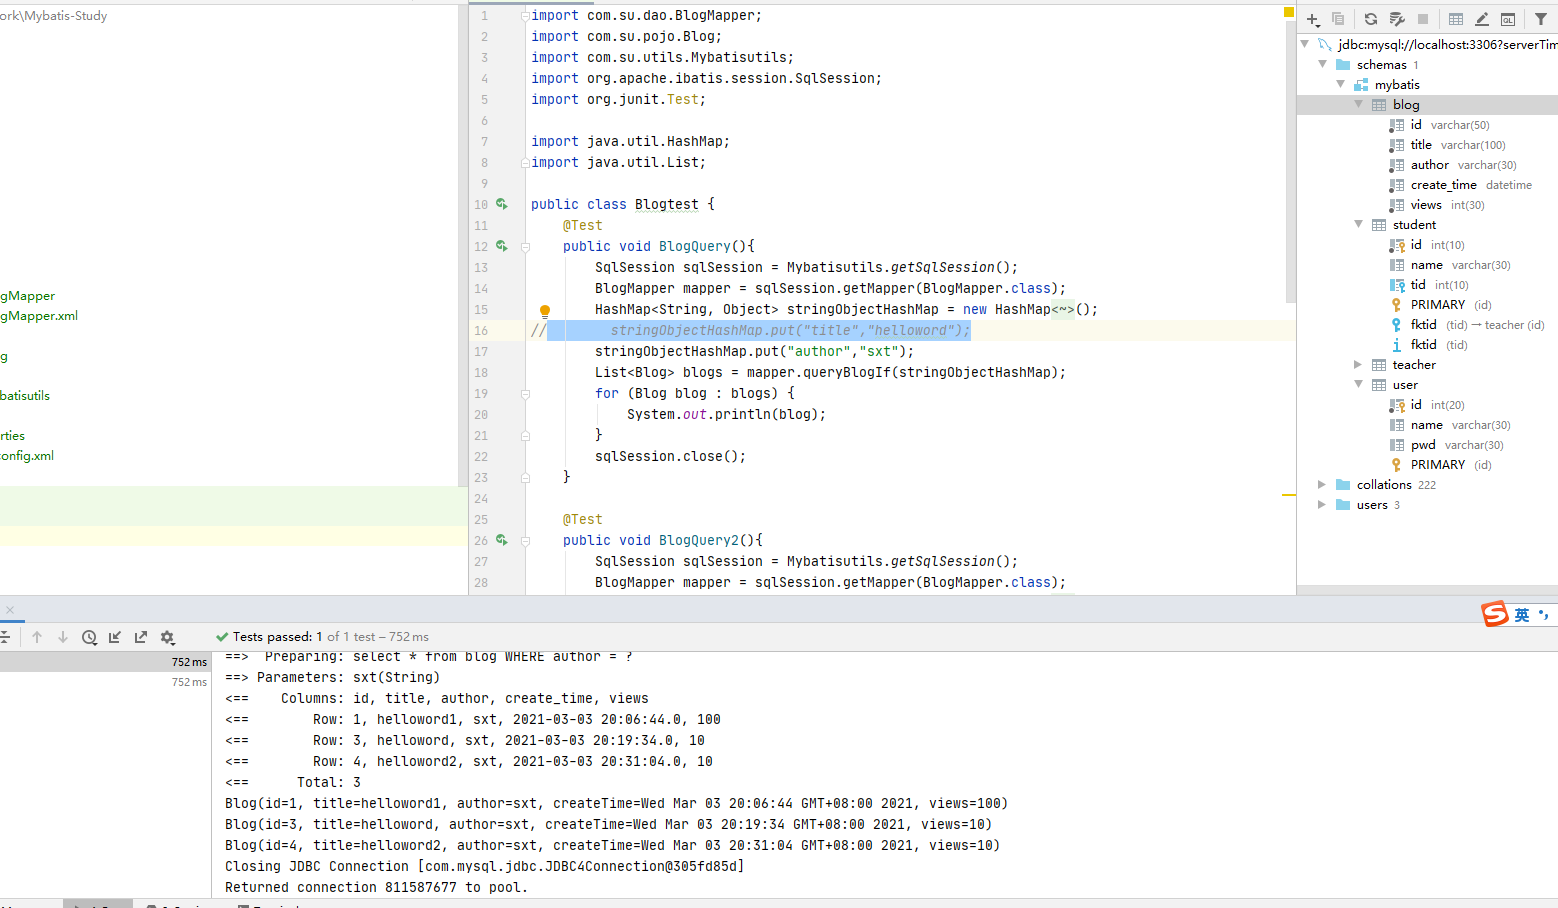 ork\Mybatis-Study
gMapper
gMapper.xml
g
batisutils
rties
config.xml
1 import com.su.dao.BlogMapper;
2 import com.su.pojo.Blog;
3 import com.su.utils.Mybatisutils;
4 import org.apache.ibatis.session.SqlSession;
5 import org.junit.Test;
6
7 import java.util.HashMap;
8 import java.util.List;
9
10 public class Blogtest {
11 @Test
12 public void BlogQuery(){
13 SqlSession sqlSession = Mybatisutils.getSqlSession();
14 BlogMapper mapper = sqlSession.getMapper(BlogMapper.class);
15 HashMap<String, Object> stringObjectHashMap = new HashMap<~>();
16 // stringObjectHashMap.put("title","helloword");
17 stringObjectHashMap.put("author","sxt");
18 List<Blog> blogs = mapper.queryBlogIf(stringObjectHashMap);
19 for (Blog blog : blogs) {
20 System.out.println(blog);
21 }
22 sqlSession.close();
23 }
24
25 @Test
26 public void BlogQuery2(){
27 SqlSession sqlSession = Mybatisutils.getSqlSession();
28 BlogMapper mapper = sqlSession.getMapper(BlogMapper.class);
jdbc:mysql://localhost:3306?serverTim
schemas 1
mybatis
blog
id varchar(50)
title varchar(100)
author varchar(30)
create_time datetime
views int(30)
student
id int(10)
name varchar(30)
tid int(10)
PRIMARY (id)
fktid (tid) → teacher (id)
fktid (tid)
teacher
user
id int(20)
name varchar(30)
pwd varchar(30)
PRIMARY (id)
collations 222
users 3
英
Tests passed: 1 of 1 test – 752 ms
752 ms
752 ms
==> Preparing: select * from blog WHERE author = ?
==> Parameters: sxt(String)
<== Columns: id, title, author, create_time, views
<== Row: 1, helloword1, sxt, 2021-03-03 20:06:44.0, 100
<== Row: 3, helloword, sxt, 2021-03-03 20:19:34.0, 10
<== Row: 4, helloword2, sxt, 2021-03-03 20:31:04.0, 10
<== Total: 3
Blog(id=1, title=helloword1, author=sxt, createTime=Wed Mar 03 20:06:44 GMT+08:00 2021, views=100)
Blog(id=3, title=helloword, author=sxt, createTime=Wed Mar 03 20:19:34 GMT+08:00 2021, views=10)
Blog(id=4, title=helloword2, author=sxt, createTime=Wed Mar 03 20:31:04 GMT+08:00 2021, views=10)
Closing JDBC Connection [com.mysql.jdbc.JDBC4Connection@305fd85d]
Returned connection 811587677 to pool.